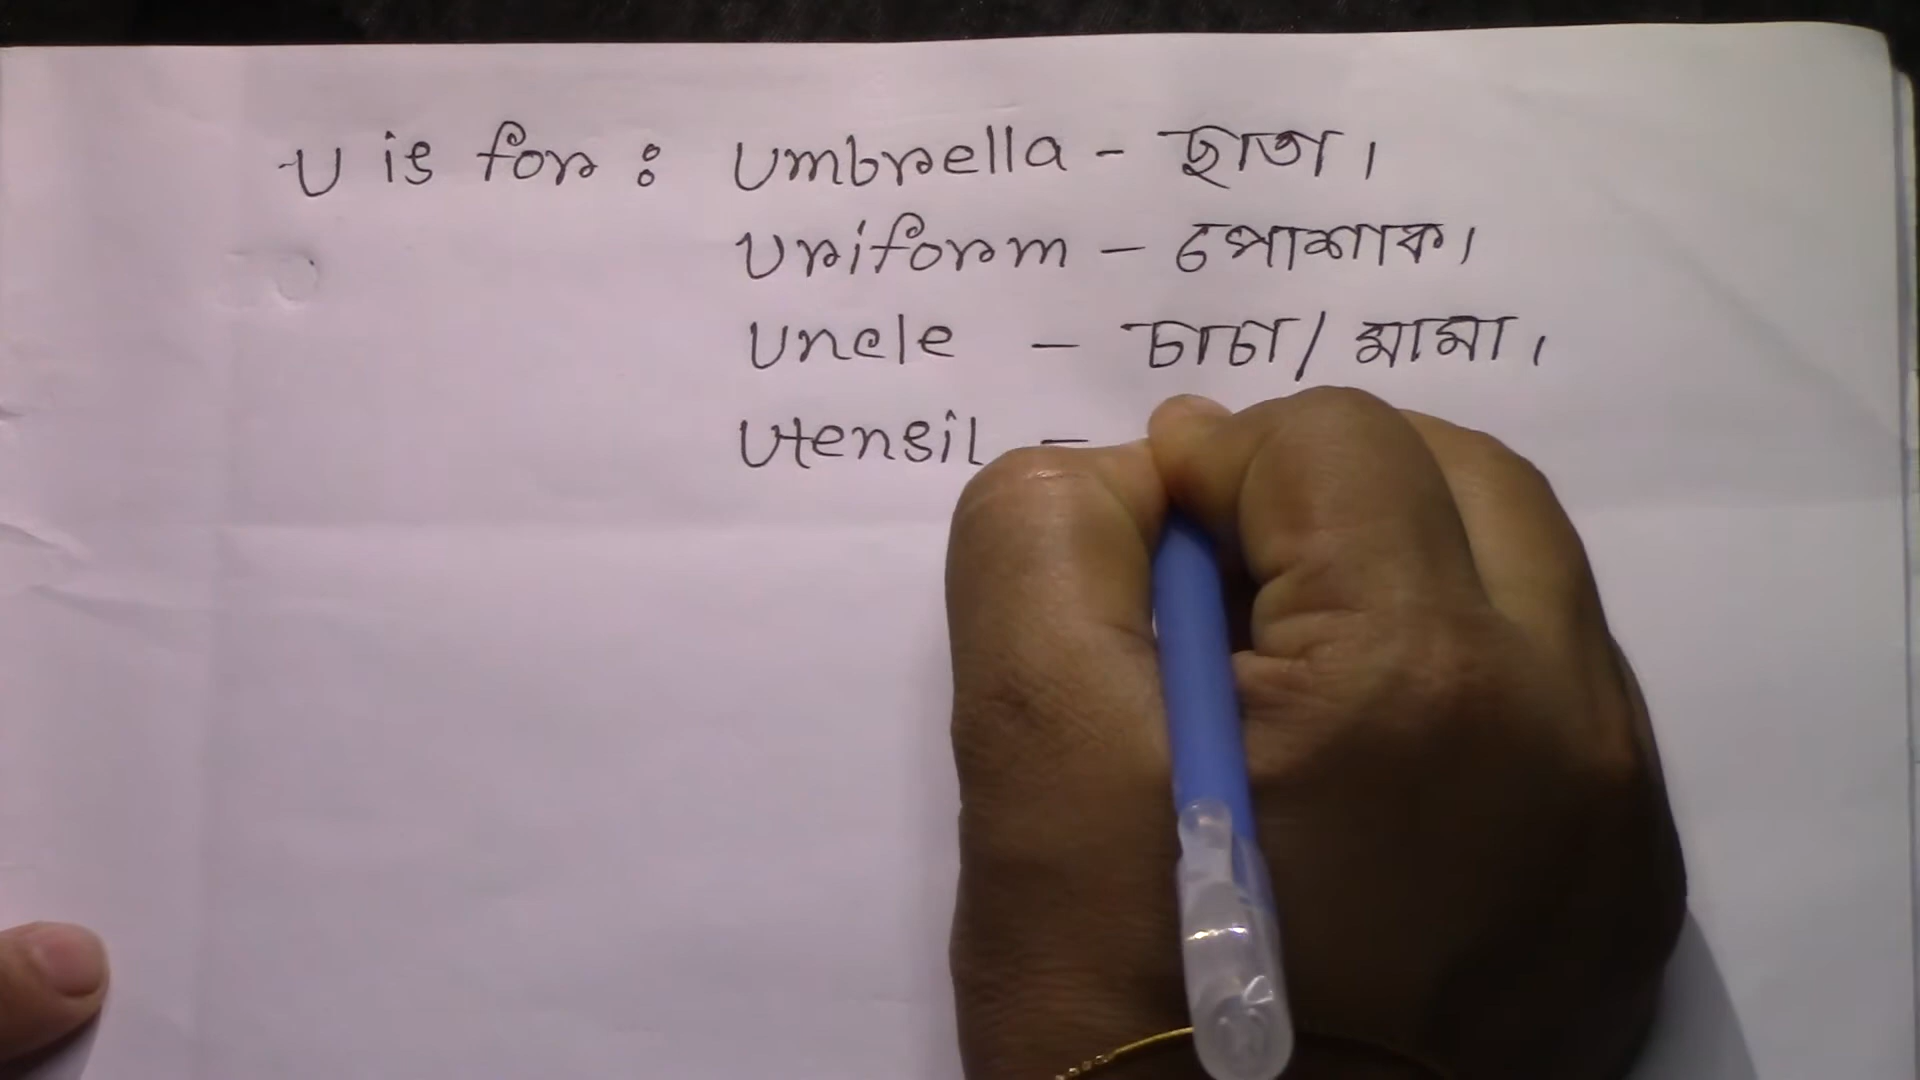 U is for : Umbrella - ছাতা।
Uniform - পোশাক।
Uncle - চাচা/ মামা।
Utensil -